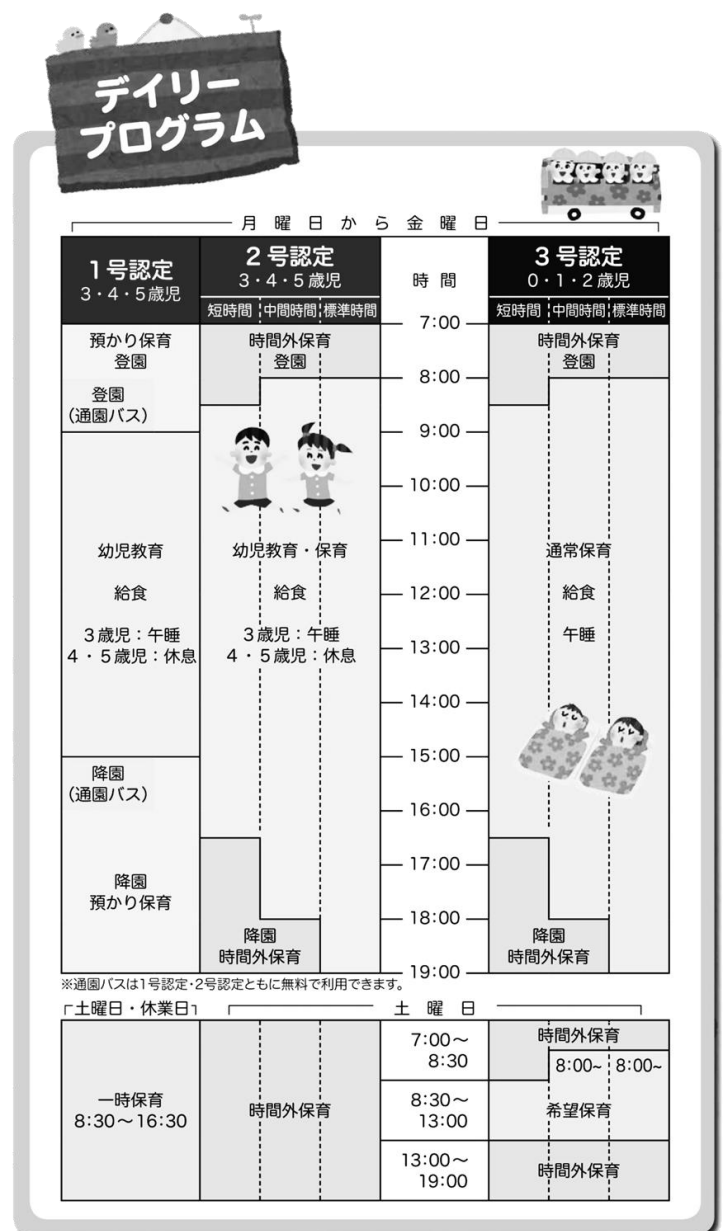 デイリー
プログラム
月曜日から金曜日
1号認定
3・4・5歳児
2号認定
3・4・5歳児
短時間 中間時間 標準時間
時間
3号認定
0・1・2歳児
短時間 中間時間 標準時間
預かり保育
登園
登園
(通園バス)
幼児教育
給食
3歳児：午睡
4・5歳児：休息
降園
(通園バス)
降園
預かり保育
時間外保育
登園
幼児教育・保育
給食
3歳児：午睡
4・5歳児：休息
降園
時間外保育
7:00
8:00
9:00
10:00
11:00
12:00
13:00
14:00
15:00
16:00
17:00
18:00
19:00
時間外保育
登園
通常保育
給食
午睡
降園
時間外保育
※通園バスは1号認定・2号認定ともに無料で利用できます。
土曜日・休業日
土曜日
一時保育
8:30〜16:30
時間外保育
7:00〜
8:30
8:30〜
13:00
13:00〜
19:00
時間外保育
8:00~ 8:00~
希望保育
時間外保育